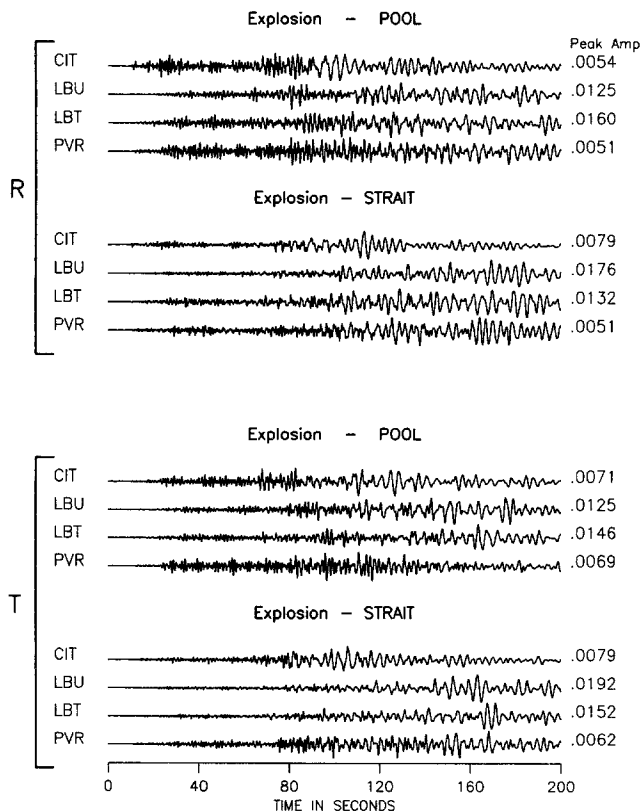 Explosion – POOL
Peak Amp
R
CIT .0054
LBU .0125
LBT .0160
PVR .0051
Explosion – STRAIT
CIT .0079
LBU .0176
LBT .0132
PVR .0051
Explosion – POOL
T
CIT .0071
LBU .0125
LBT .0146
PVR .0069
Explosion – STRAIT
CIT .0079
LBU .0192
LBT .0152
PVR .0062
0 40 80 120 160 200
TIME IN SECONDS